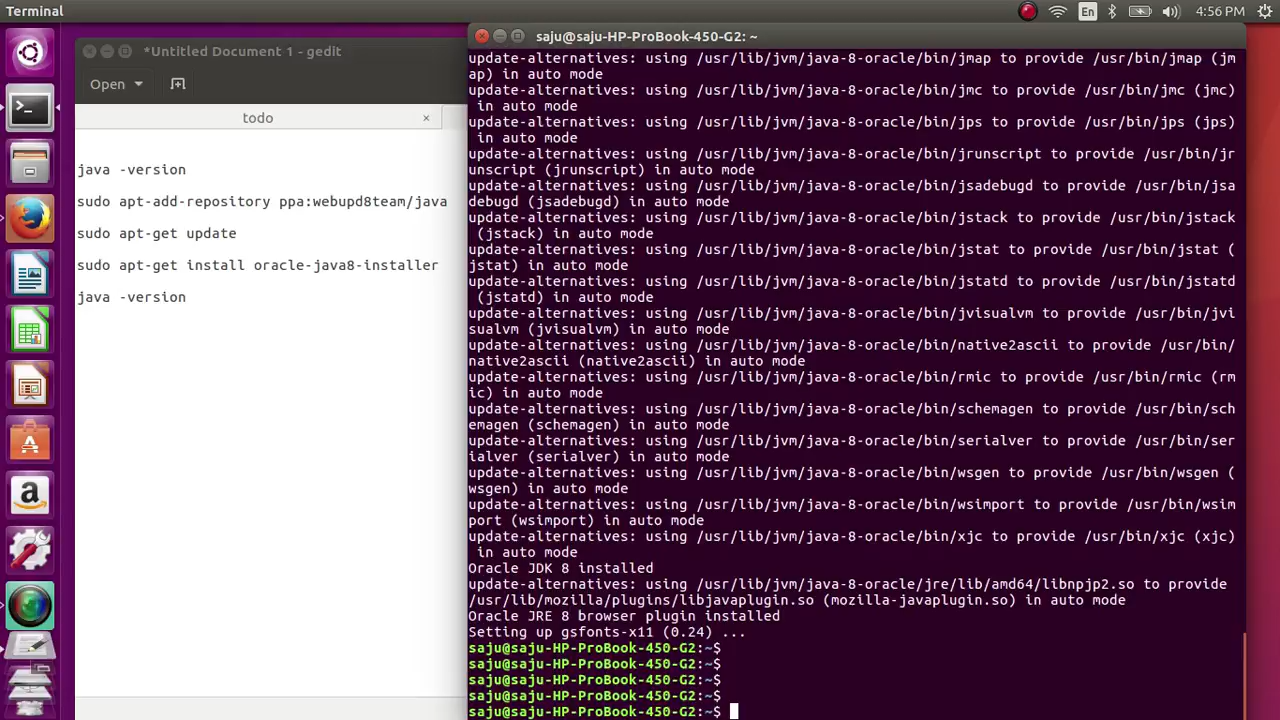 Terminal
En
4:56 PM
*Untitled Document 1 - gedit
Open
todo
×
java -version
sudo apt-add-repository ppa:webupd8team/java
sudo apt-get update
sudo apt-get install oracle-java8-installer
java -version
saju@saju-HP-ProBook-450-G2: ~
update-alternatives: using /usr/lib/jvm/java-8-oracle/bin/jmap to provide /usr/bin/jmap (jm
ap) in auto mode
update-alternatives: using /usr/lib/jvm/java-8-oracle/bin/jmc to provide /usr/bin/jmc (jmc)
 in auto mode
update-alternatives: using /usr/lib/jvm/java-8-oracle/bin/jps to provide /usr/bin/jps (jps)
 in auto mode
update-alternatives: using /usr/lib/jvm/java-8-oracle/bin/jrunscript to provide /usr/bin/jr
unscript (jrunscript) in auto mode
update-alternatives: using /usr/lib/jvm/java-8-oracle/bin/jsadebugd to provide /usr/bin/jsa
debugd (jsadebugd) in auto mode
update-alternatives: using /usr/lib/jvm/java-8-oracle/bin/jstack to provide /usr/bin/jstack
 (jstack) in auto mode
update-alternatives: using /usr/lib/jvm/java-8-oracle/bin/jstat to provide /usr/bin/jstat (
jstat) in auto mode
update-alternatives: using /usr/lib/jvm/java-8-oracle/bin/jstatd to provide /usr/bin/jstatd
 (jstatd) in auto mode
update-alternatives: using /usr/lib/jvm/java-8-oracle/bin/jvisualvm to provide /usr/bin/jvi
sualvm (jvisualvm) in auto mode
update-alternatives: using /usr/lib/jvm/java-8-oracle/bin/native2ascii to provide /usr/bin/
native2ascii (native2ascii) in auto mode
update-alternatives: using /usr/lib/jvm/java-8-oracle/bin/rmic to provide /usr/bin/rmic (rm
ic) in auto mode
update-alternatives: using /usr/lib/jvm/java-8-oracle/bin/schemagen to provide /usr/bin/sch
emagen (schemagen) in auto mode
update-alternatives: using /usr/lib/jvm/java-8-oracle/bin/serialver to provide /usr/bin/ser
ialver (serialver) in auto mode
update-alternatives: using /usr/lib/jvm/java-8-oracle/bin/wsgen to provide /usr/bin/wsgen (
wsgen) in auto mode
update-alternatives: using /usr/lib/jvm/java-8-oracle/bin/wsimport to provide /usr/bin/wsim
port (wsimport) in auto mode
update-alternatives: using /usr/lib/jvm/java-8-oracle/bin/xjc to provide /usr/bin/xjc (xjc)
 in auto mode
Oracle JDK 8 installed
update-alternatives: using /usr/lib/jvm/java-8-oracle/jre/lib/amd64/libnpjp2.so to provide
/usr/lib/mozilla/plugins/libjavaplugin.so (mozilla-javaplugin.so) in auto mode
Oracle JRE 8 browser plugin installed
Setting up gsfonts-x11 (0.24) ...
saju@saju-HP-ProBook-450-G2:~$
saju@saju-HP-ProBook-450-G2:~$
saju@saju-HP-ProBook-450-G2:~$
saju@saju-HP-ProBook-450-G2:~$
saju@saju-HP-ProBook-450-G2:~$